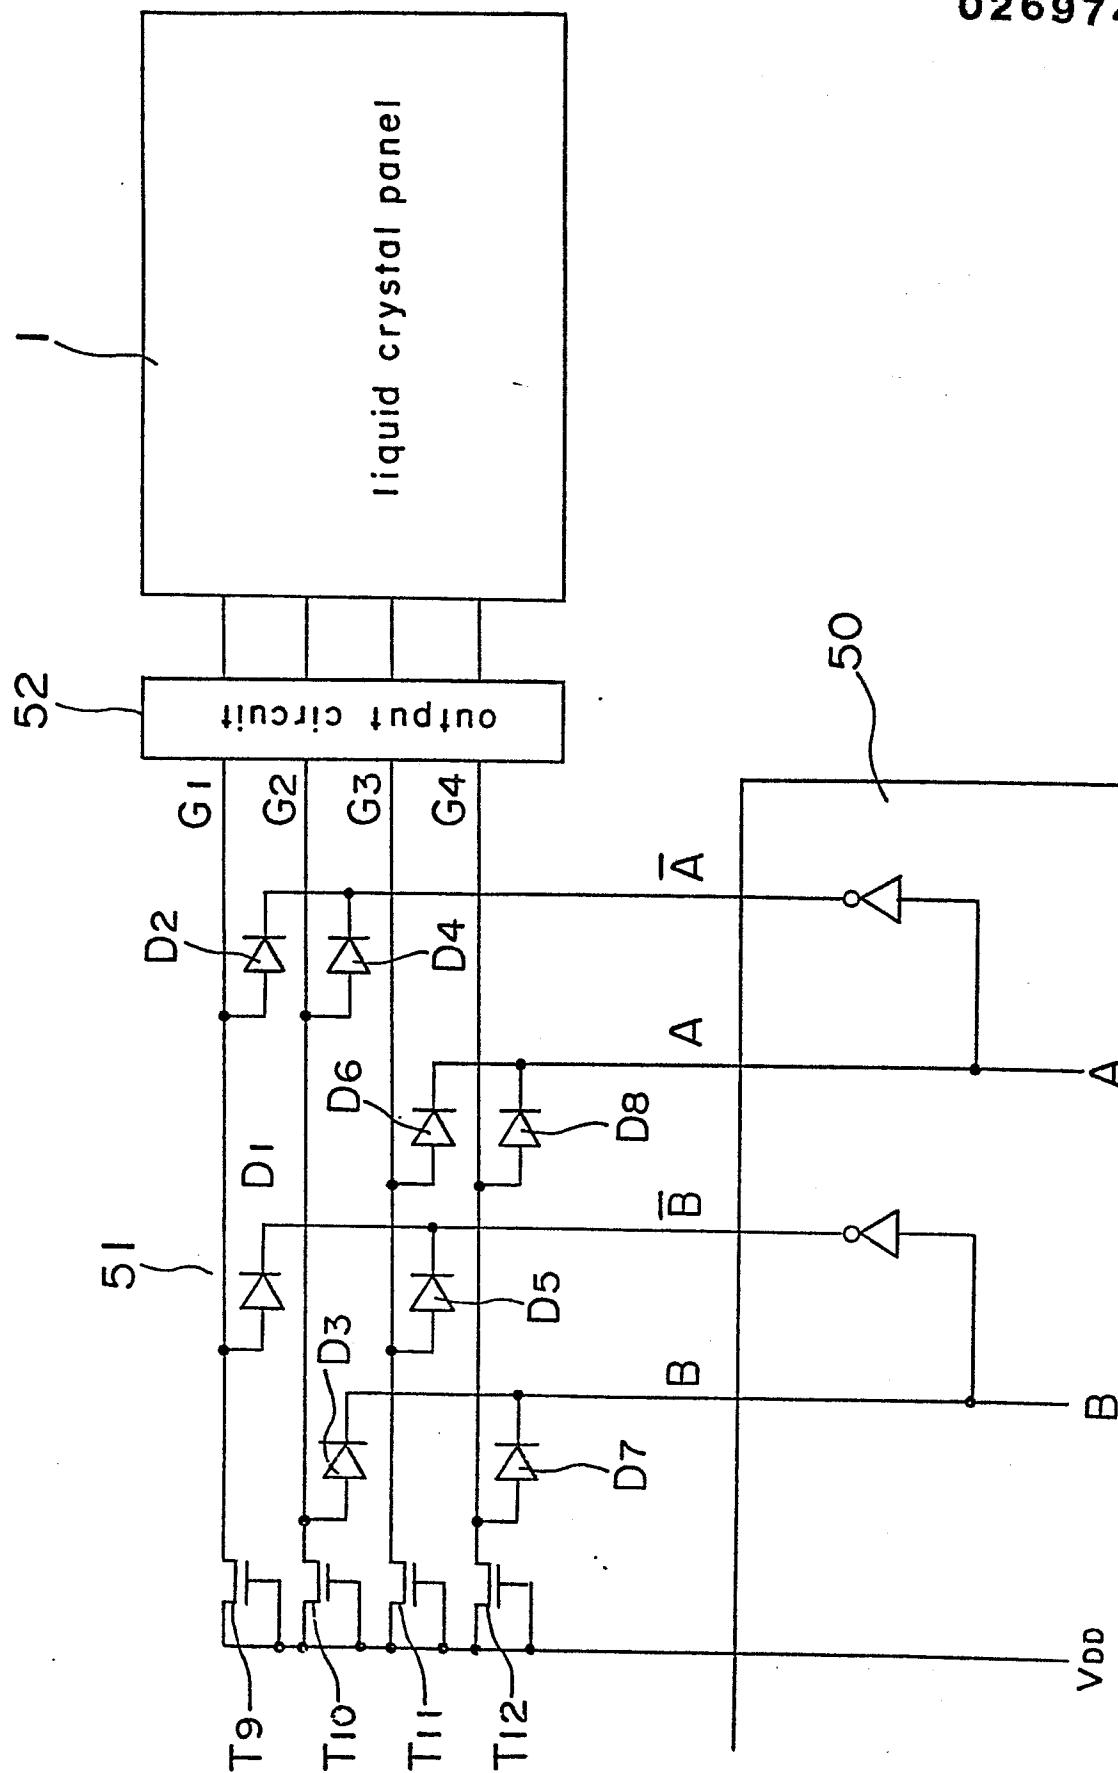 02697
1
liquid crystal panel
52
output circuit
50
G1
G2
G3
G4
D2
D4
A̅
D6
D8
A
A
51
D1
D5
B̅
D3
D7
B
B
T9
T10
T11
T12
VDD